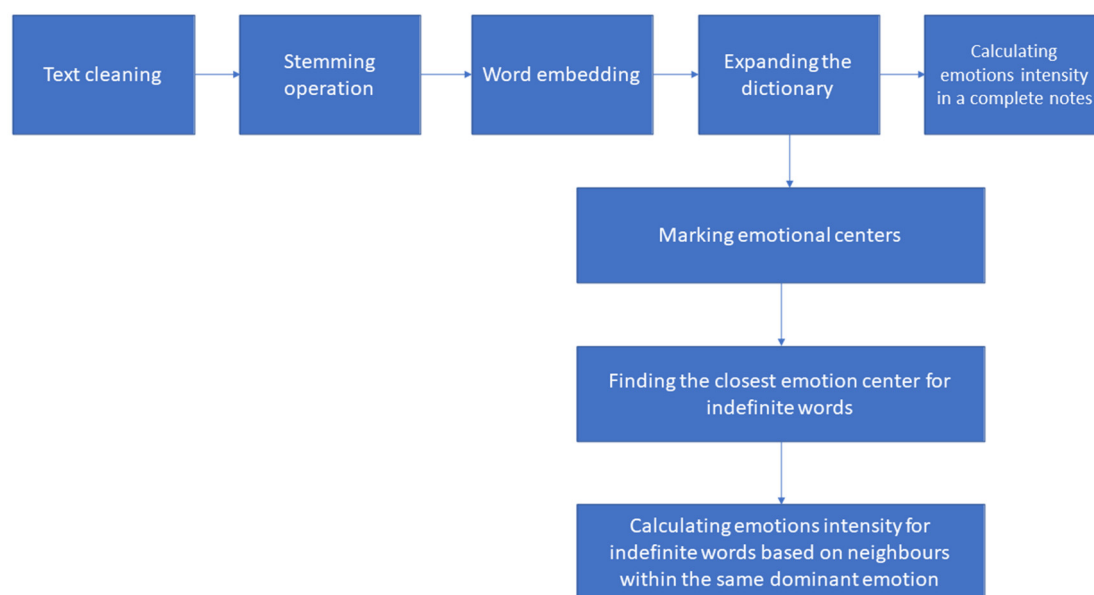 Text cleaning
Stemming
operation
Word embedding
Expanding the
dictionary
Calculating
emotions intensity
in a complete notes
Marking emotional centers
Finding the closest emotion center for
indefinite words
Calculating emotions intensity for
indefinite words based on neighbours
within the same dominant emotion